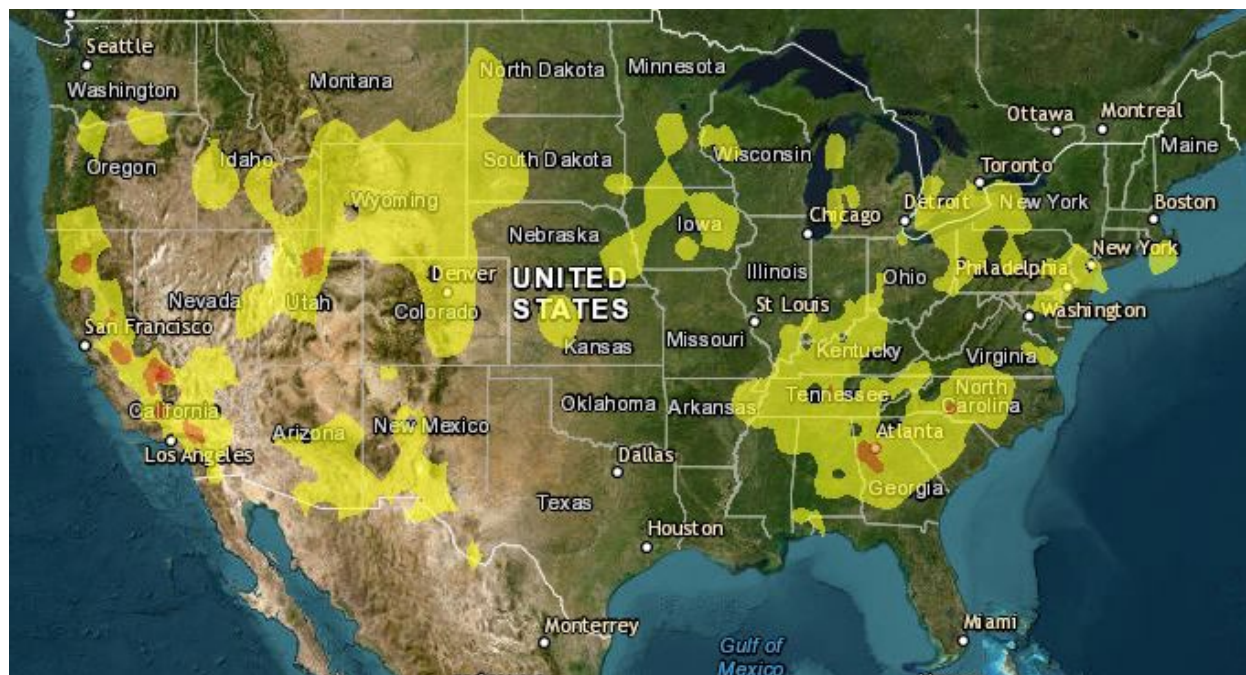 Seattle
Washington
Montana
North Dakota
Minnesota
Ottawa
Montreal
Maine
Oregon
Idaho
South Dakota
Wisconsin
Toronto
Wyoming
Iowa
Chicago
Detroit
New York
Boston
Nebraska
New York
Nevada
Utah
Denver
Colorado
UNITED
STATES
Illinois
Ohio
Philadelphia
San Francisco
Kansas
St Louis
Missouri
Kentucky
Washington
Virginia
California
Oklahoma
Arkansas
Tennessee
North
Carolina
Los Angeles
Arizona
New Mexico
Dallas
Atlanta
Texas
Georgia
Houston
Monterrey
Miami
Gulf of
Mexico